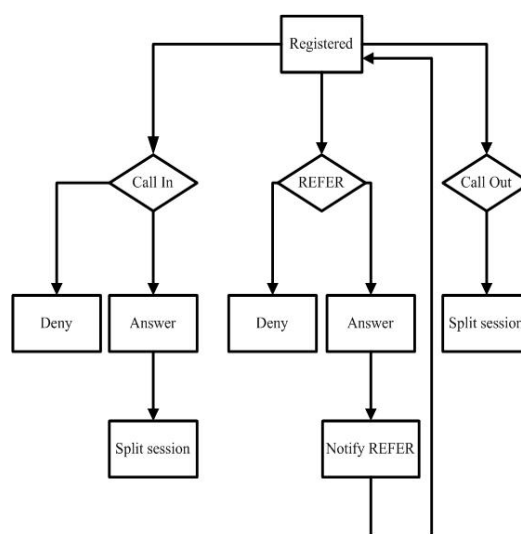 Registered
Call In
REFER
Call Out
Deny
Answer
Deny
Answer
Split session
Split session
Notify REFER